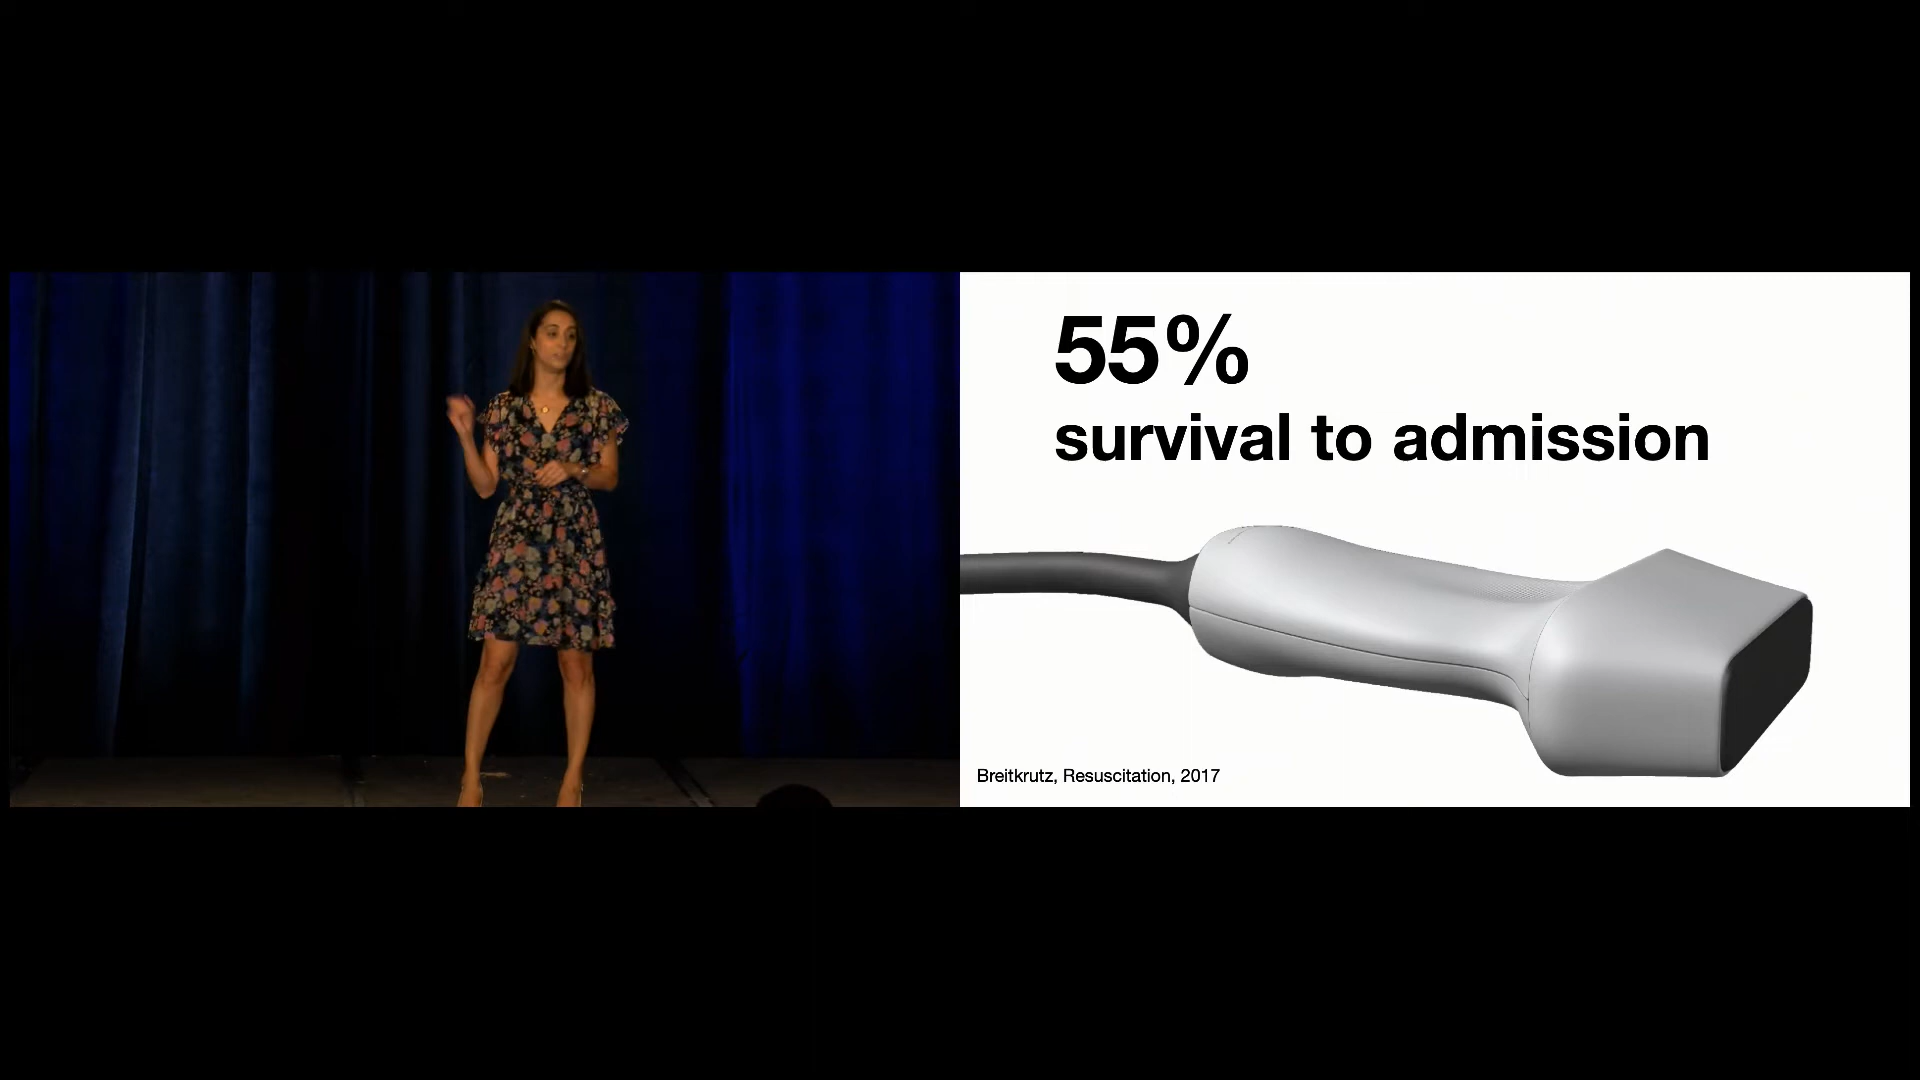 55%
survival to admission
Breitkrutz, Resuscitation, 2017